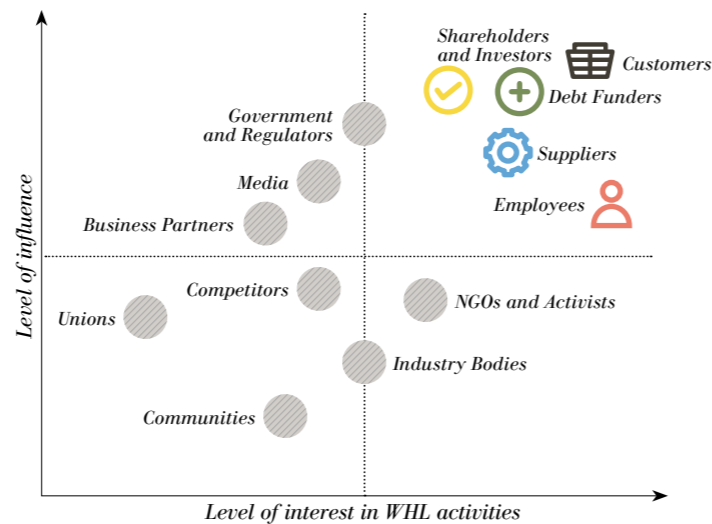 Shareholders
and Investors
Customers
Debt Funders
Government
and Regulators
Suppliers
Media
Employees
Business Partners
Level of influence
Competitors
NGOs and Activists
Unions
Industry Bodies
Communities
Level of interest in WHL activities